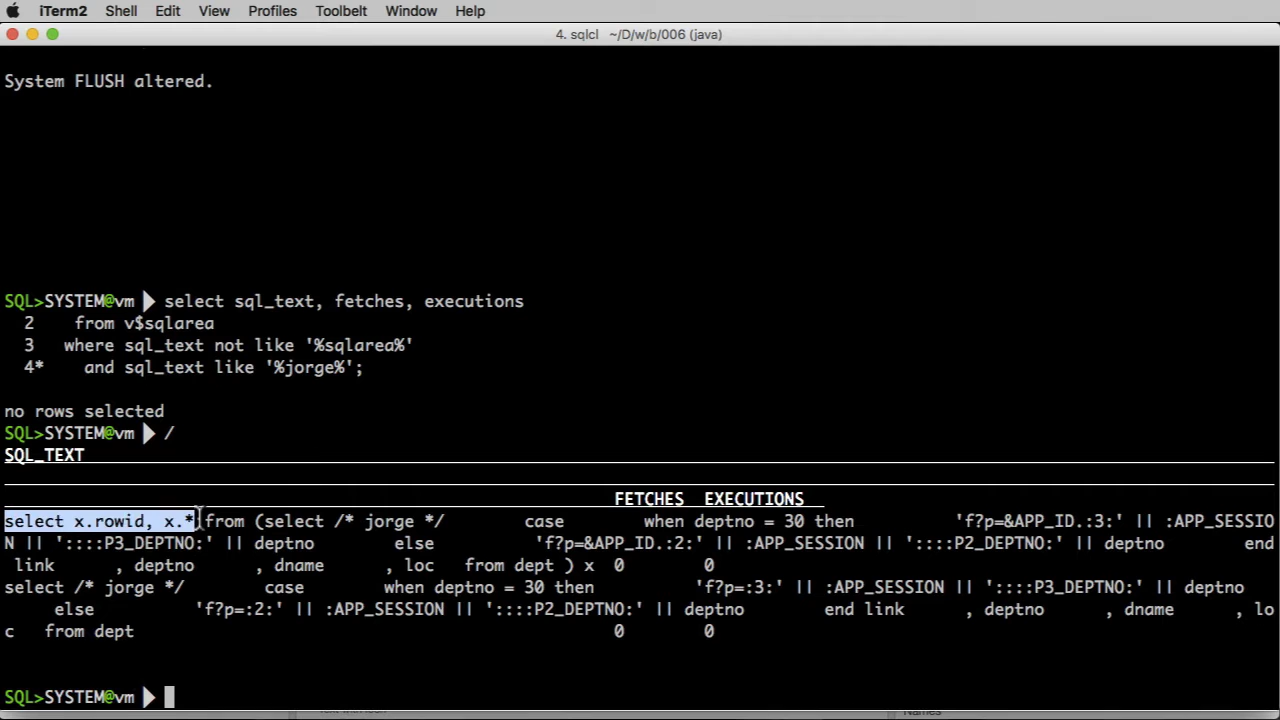 iTerm2 Shell Edit View Profiles Toolbelt Window Help
4. sqlcl ~/D/w/b/006 (java)
System FLUSH altered.
SQL>SYSTEM@vm select sql_text, fetches, executions
2 from v$sqlarea
3 where sql_text not like '%sqlarea%'
4* and sql_text like '%jorge%';
no rows selected
SQL>SYSTEM@vm /
SQL_TEXT
FETCHES EXECUTIONS
select x.rowid, x.* from (select /* jorge */ case when deptno = 30 then 'f?p=&APP_ID.:3:' || :APP_SESSIO
N || '::::P3_DEPTNO:' || deptno else 'f?p=&APP_ID.:2:' || :APP_SESSION || '::::P2_DEPTNO:' || deptno end
link , deptno , dname , loc from dept ) x 0 0
select /* jorge */ case when deptno = 30 then 'f?p=:3:' || :APP_SESSION || '::::P3_DEPTNO:' || deptno
else 'f?p=:2:' || :APP_SESSION || '::::P2_DEPTNO:' || deptno end link , deptno , dname , lo
c from dept 0 0
SQL>SYSTEM@vm